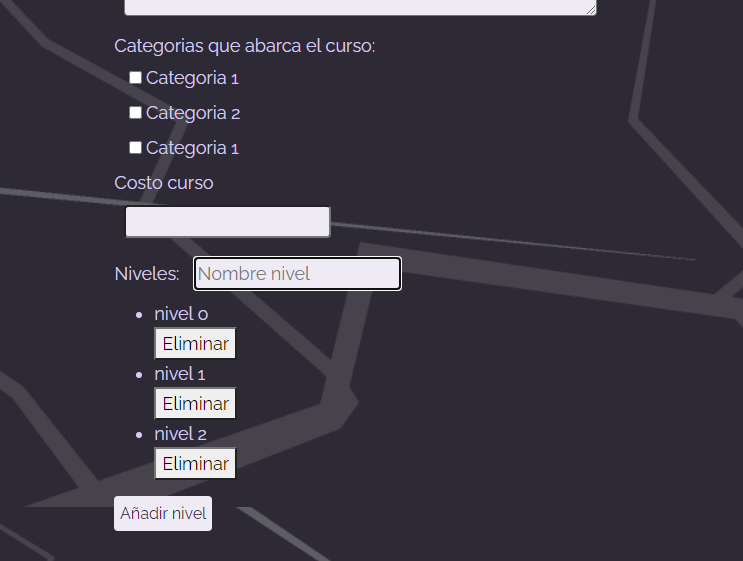 Categorias que abarca el curso:
Categoria 1
Categoria 2
Categoria 1
Costo curso
Niveles: Nombre nivel
nivel 0
Eliminar
nivel 1
Eliminar
nivel 2
Eliminar
Añadir nivel